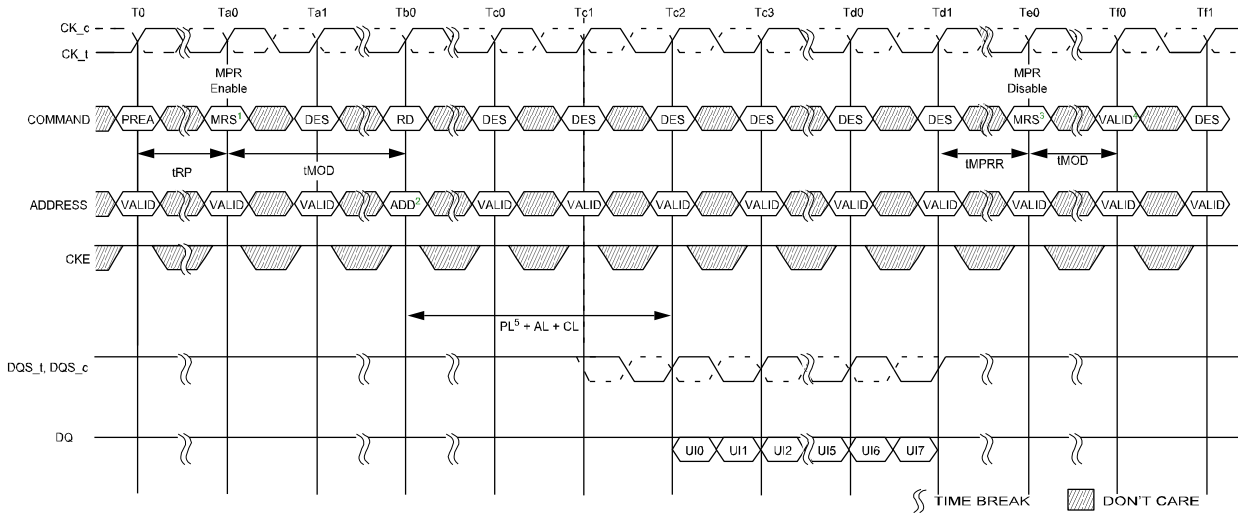 T0 Ta0 Ta1 Tb0 Tc0 Tc1 Tc2 Tc3 Td0 Td1 Te0 Tf0 Tf1
CK_c
CK_t
MPR
Enable
MPR
Disable
COMMAND PREA MRS1 DES RD DES DES DES DES DES DES MRS3 VALID4 DES
tRP tMOD tMPRR tMOD
ADDRESS VALID VALID VALID ADD2 VALID VALID VALID VALID VALID VALID VALID VALID VALID
CKE
PL5 + AL + CL
DQS_t, DQS_c
DQ UI0 UI1 UI2 UI5 UI6 UI7
TIME BREAK DON'T CARE